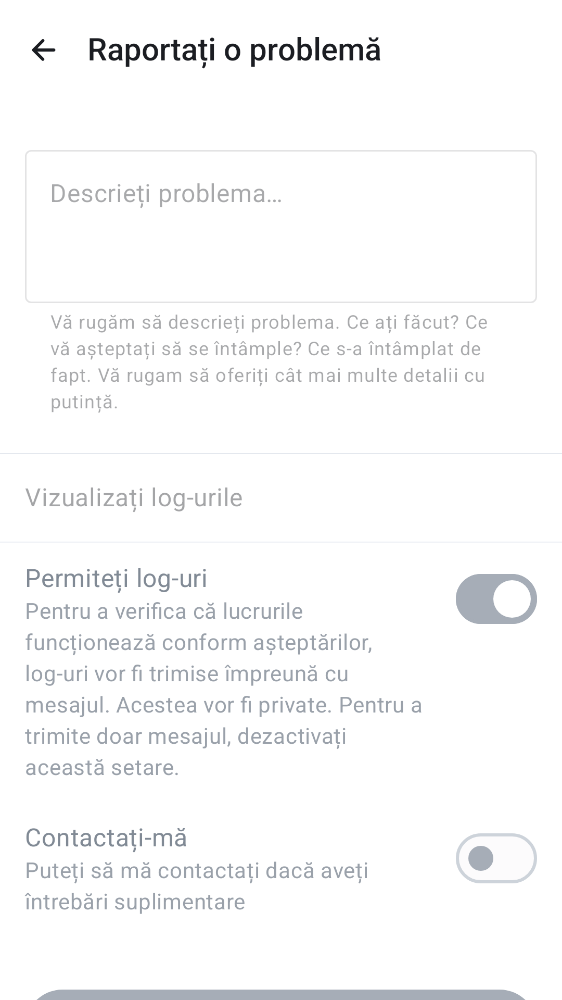 Raportați o problemă
Descrieți problema…
Vă rugăm să descrieți problema. Ce ați făcut? Ce
vă așteptați să se întâmple? Ce s-a întâmplat de
fapt. Vă rugam să oferiți cât mai multe detalii cu
putință.
Vizualizați log-urile
Permiteți log-uri
Pentru a verifica că lucrurile
funcționează conform așteptărilor,
log-uri vor fi trimise împreună cu
mesajul. Acestea vor fi private. Pentru a
trimite doar mesajul, dezactivați
această setare.
Contactați-mă
Puteți să mă contactați dacă aveți
întrebări suplimentare